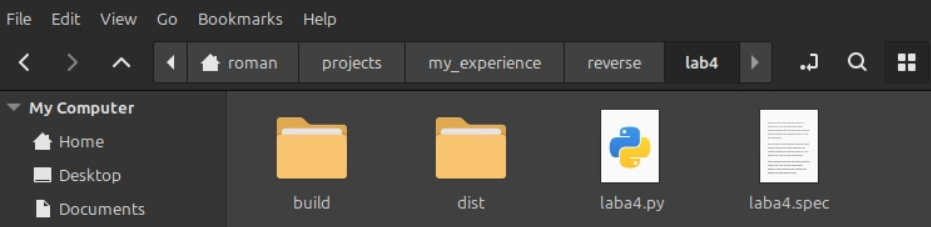 File Edit View Go Bookmarks Help
roman projects my_experience reverse lab4
My Computer
Home
Desktop
Documents
build dist laba4.py laba4.spec